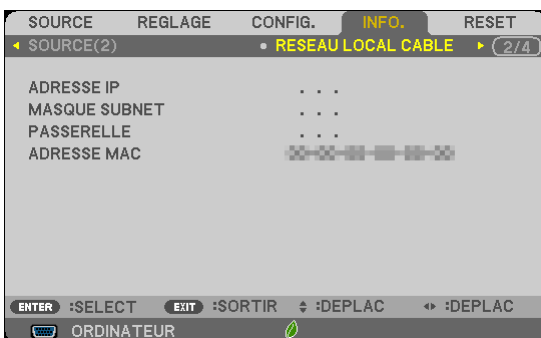 SOURCE REGLAGE CONFIG. INFO. RESET
SOURCE(2) RESEAU LOCAL CABLE 2/4
ADRESSE IP . . .
MASQUE SUBNET . . .
PASSERELLE . . .
ADRESSE MAC
ENTER :SELECT EXIT :SORTIR :DEPLAC :DEPLAC
ORDINATEUR